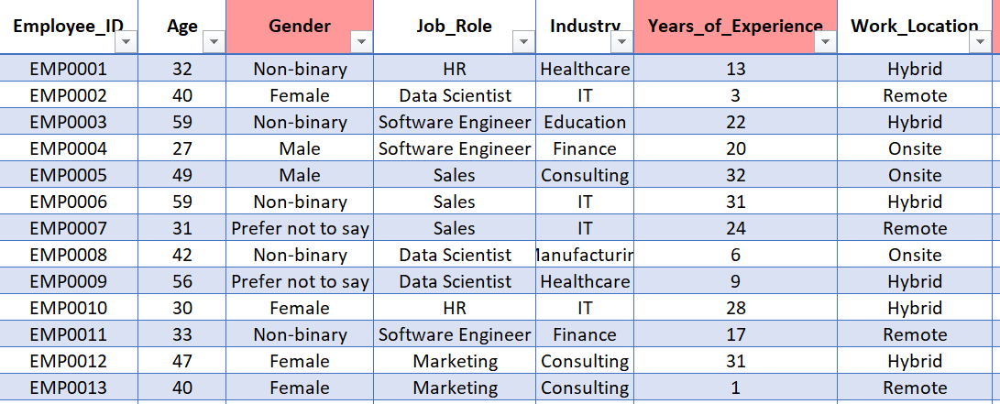 Employee_ID Age Gender Job_Role Industry Years_of_Experience Work_Location
EMP0001 32 Non-binary HR Healthcare 13 Hybrid
EMP0002 40 Female Data Scientist IT 3 Remote
EMP0003 59 Non-binary Software Engineer Education 22 Hybrid
EMP0004 27 Male Software Engineer Finance 20 Onsite
EMP0005 49 Male Sales Consulting 32 Onsite
EMP0006 59 Non-binary Sales IT 31 Hybrid
EMP0007 31 Prefer not to say Sales IT 24 Remote
EMP0008 42 Non-binary Data Scientist anufacturin 6 Onsite
EMP0009 56 Prefer not to say Data Scientist Healthcare 9 Hybrid
EMP0010 30 Female HR IT 28 Hybrid
EMP0011 33 Non-binary Software Engineer Finance 17 Remote
EMP0012 47 Female Marketing Consulting 31 Hybrid
EMP0013 40 Female Marketing Consulting 1 Remote